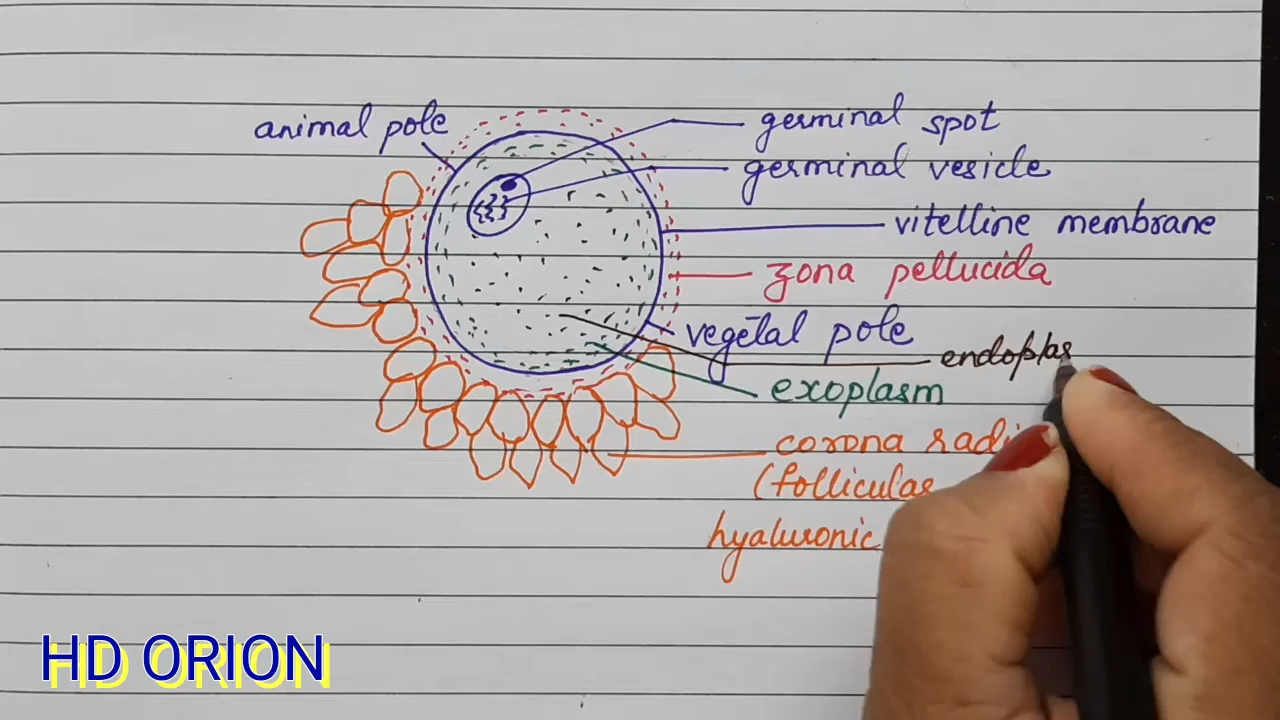 animal pole
germinal spot
germinal vesicle
vitelline membrane
zona pellucida
vegetal pole
endoplas
exoplasm
corona radi
(follicular
hyaluronic
HD ORION